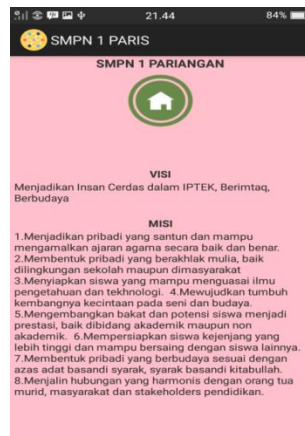 21.44
84%
SMPN 1 PARIS
SMPN 1 PARIANGAN
VISI
Menjadikan Insan Cerdas dalam IPTEK, Berimtaq,
Berbudaya
MISI
1.Menjadikan pribadi yang santun dan mampu
mengamalkan ajaran agama secara baik dan benar.
2.Membentuk pribadi yang berakhlak mulia, baik
dilingkungan sekolah maupun dimasyarakat
3.Menyiapkan siswa yang mampu menguasai ilmu
pengetahuan dan tekhnologi. 4.Mewujudkan tumbuh
kembangnya kecintaan pada seni dan budaya.
5.Mengembangkan bakat dan potensi siswa menjadi
prestasi, baik dibidang akademik maupun non
akademik. 6.Mempersiapkan siswa kejenjang yang
lebih tinggi dan mampu bersaing dengan siswa lainnya.
7.Membentuk pribadi yang berbudaya sesuai dengan
azas adat basandi syarak, syarak basandi kitabullah.
8.Menjalin hubungan yang harmonis dengan orang tua
murid, masyarakat dan stakeholders pendidikan.